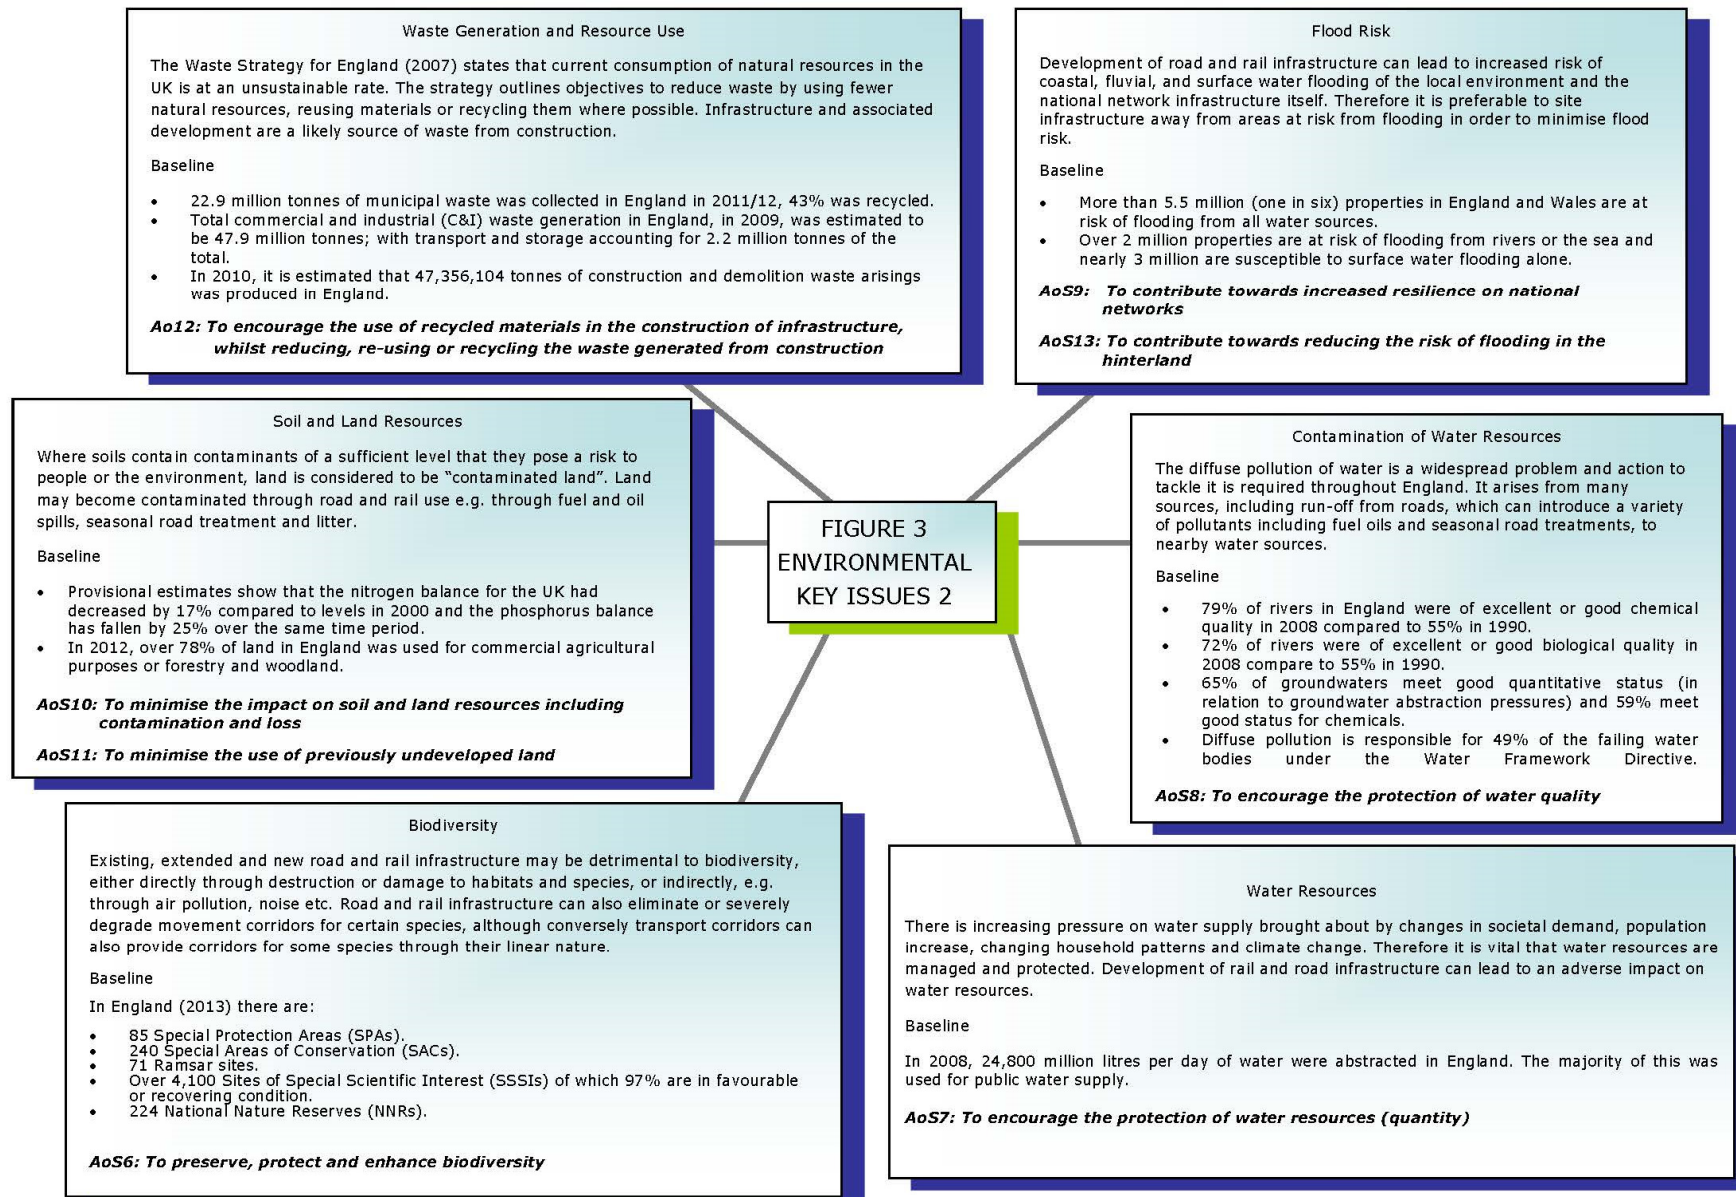 Waste Generation and Resource Use
The Waste Strategy for England (2007) states that current consumption of natural resources in the
UK is at an unsustainable rate. The strategy outlines objectives to reduce waste by using fewer
natural resources, reusing materials or recycling them where possible. Infrastructure and associated
development are a likely source of waste from construction.
Baseline
• 22.9 million tonnes of municipal waste was collected in England in 2011/12, 43% was recycled.
• Total commercial and industrial (C&I) waste generation in England, in 2009, was estimated to
be 47.9 million tonnes; with transport and storage accounting for 2.2 million tonnes of the
total.
• In 2010, it is estimated that 47,356,104 tonnes of construction and demolition waste arisings
was produced in England.
Ao12: To encourage the use of recycled materials in the construction of infrastructure,
whilst reducing, re-using or recycling the waste generated from construction
Flood Risk
Development of road and rail infrastructure can lead to increased risk of
coastal, fluvial, and surface water flooding of the local environment and the
national network infrastructure itself. Therefore it is preferable to site
infrastructure away from areas at risk from flooding in order to minimise flood
risk.
Baseline
• More than 5.5 million (one in six) properties in England and Wales are at
risk of flooding from all water sources.
• Over 2 million properties are at risk of flooding from rivers or the sea and
nearly 3 million are susceptible to surface water flooding alone.
AoS9: To contribute towards increased resilience on national
networks
AoS13: To contribute towards reducing the risk of flooding in the
hinterland
Soil and Land Resources
Where soils contain contaminants of a sufficient level that they pose a risk to
people or the environment, land is considered to be “contaminated land”. Land
may become contaminated through road and rail use e.g. through fuel and oil
spills, seasonal road treatment and litter.
Baseline
• Provisional estimates show that the nitrogen balance for the UK had
decreased by 17% compared to levels in 2000 and the phosphorus balance
has fallen by 25% over the same time period.
• In 2012, over 78% of land in England was used for commercial agricultural
purposes or forestry and woodland.
AoS10: To minimise the impact on soil and land resources including
contamination and loss
AoS11: To minimise the use of previously undeveloped land
FIGURE 3
ENVIRONMENTAL
KEY ISSUES 2
Contamination of Water Resources
The diffuse pollution of water is a widespread problem and action to
tackle it is required throughout England. It arises from many
sources, including run-off from roads, which can introduce a variety
of pollutants including fuel oils and seasonal road treatments, to
nearby water sources.
Baseline
• 79% of rivers in England were of excellent or good chemical
quality in 2008 compared to 55% in 1990.
• 72% of rivers were of excellent or good biological quality in
2008 compare to 55% in 1990.
• 65% of groundwaters meet good quantitative status (in
relation to groundwater abstraction pressures) and 59% meet
good status for chemicals.
• Diffuse pollution is responsible for 49% of the failing water
bodies under the Water Framework Directive.
AoS8: To encourage the protection of water quality
Biodiversity
Existing, extended and new road and rail infrastructure may be detrimental to biodiversity,
either directly through destruction or damage to habitats and species, or indirectly, e.g.
through air pollution, noise etc. Road and rail infrastructure can also eliminate or severely
degrade movement corridors for certain species, although conversely transport corridors can
also provide corridors for some species through their linear nature.
Baseline
In England (2013) there are:
• 85 Special Protection Areas (SPAs).
• 240 Special Areas of Conservation (SACs).
• 71 Ramsar sites.
• Over 4,100 Sites of Special Scientific Interest (SSSIs) of which 97% are in favourable
or recovering condition.
• 224 National Nature Reserves (NNRs).
AoS6: To preserve, protect and enhance biodiversity
Water Resources
There is increasing pressure on water supply brought about by changes in societal demand, population
increase, changing household patterns and climate change. Therefore it is vital that water resources are
managed and protected. Development of rail and road infrastructure can lead to an adverse impact on
water resources.
Baseline
In 2008, 24,800 million litres per day of water were abstracted in England. The majority of this was
used for public water supply.
AoS7: To encourage the protection of water resources (quantity)